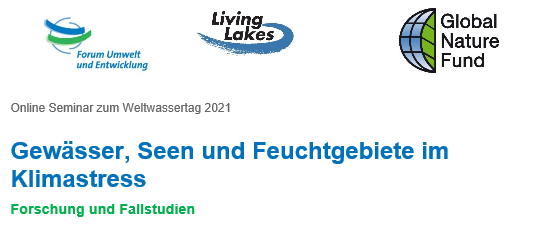 Forum Umwelt
und Entwicklung
Living
Lakes
Global
Nature
Fund
Online Seminar zum Weltwassertag 2021
Gewässer, Seen und Feuchtgebiete im
Klimastress
Forschung und Fallstudien